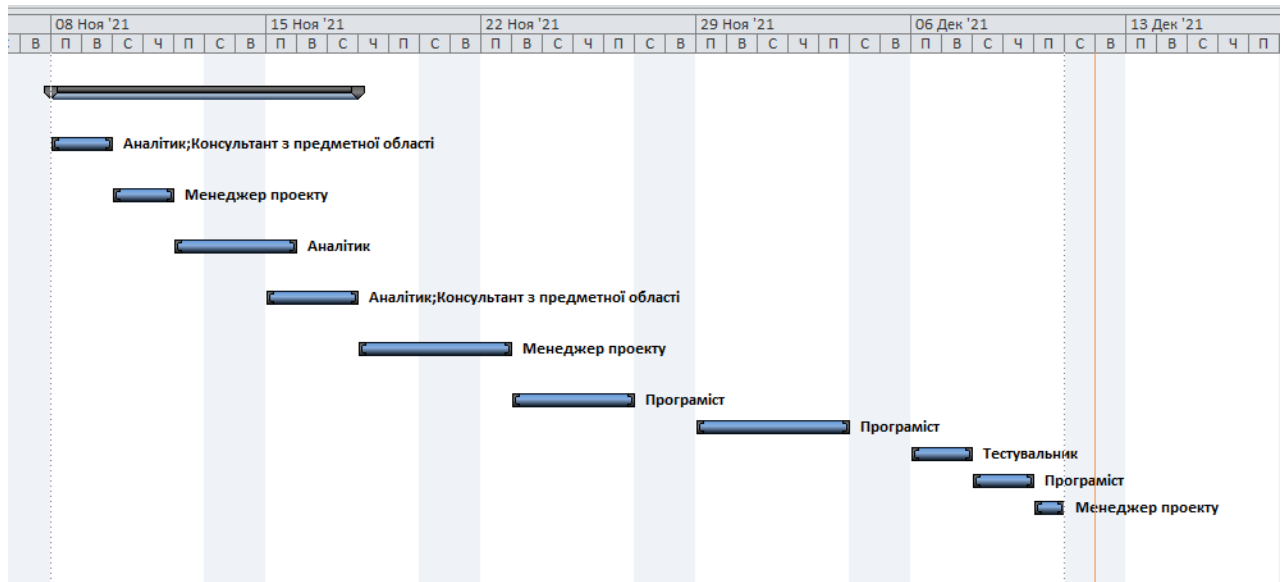 08 Ноя '21 15 Ноя '21 22 Ноя '21 29 Ноя '21 06 Дек '21 13 Дек '21
В П В С Ч П С В П В С Ч П С В П В С Ч П С В П В С Ч П С В П В С Ч П С В П В С Ч П
Аналітик;Консультант з предметної області
Менеджер проекту
Аналітик
Аналітик;Консультант з предметної області
Менеджер проекту
Програміст
Програміст
Тестувальник
Програміст
Менеджер проекту